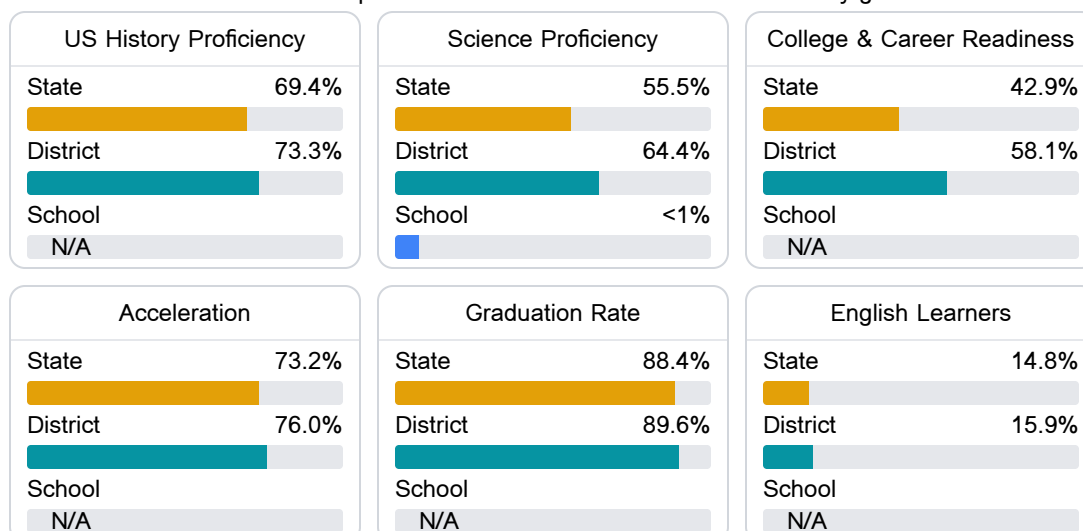 US History Proficiency
State 69.4%
District 73.3%
School
N/A
Science Proficiency
State 55.5%
District 64.4%
School <1%
College & Career Readiness
State 42.9%
District 58.1%
School
N/A
Acceleration
State 73.2%
District 76.0%
School
N/A
Graduation Rate
State 88.4%
District 89.6%
School
N/A
English Learners
State 14.8%
District 15.9%
School
N/A